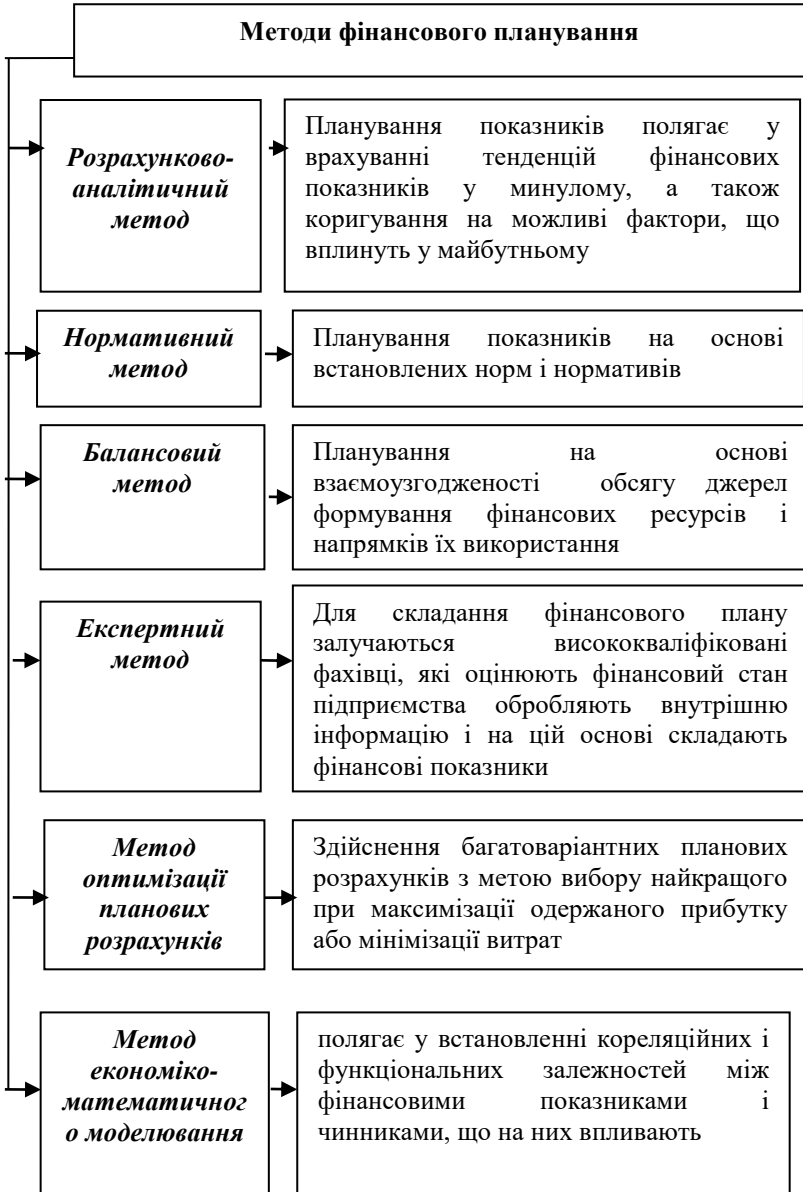 Методи фінансового планування
Розрахунково-
аналітичний
метод
Планування показників полягає у
врахуванні тенденцій фінансових
показників у минулому, а також
коригування на можливі фактори, що
вплинуть у майбутньому
Нормативний
метод
Планування показників на основі
встановлених норм і нормативів
Балансовий
метод
Планування на основі
взаємоузгодженості обсягу джерел
формування фінансових ресурсів і
напрямків їх використання
Експертний
метод
Для складання фінансового плану
залучаються висококваліфіковані
фахівці, які оцінюють фінансовий стан
підприємства обробляють внутрішню
інформацію і на цій основі складають
фінансові показники
Метод
оптимізації
планових
розрахунків
Здійснення багатоваріантних планових
розрахунків з метою вибору найкращого
при максимізації одержаного прибутку
або мінімізації витрат
Метод
економіко-
математичног
о моделювання
полягає у встановленні кореляційних і
функціональних залежностей між
фінансовими показниками і
чинниками, що на них впливають